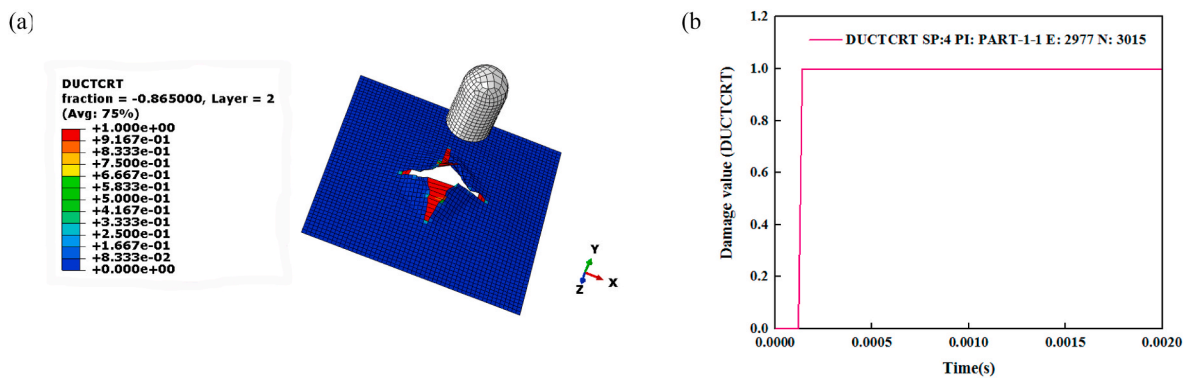 (a)
DUCTCRT
fraction = -0.865000, Layer = 2
(Avg: 75%)
+1.000e+00
+9.167e-01
+8.333e-01
+7.500e-01
+6.667e-01
+5.833e-01
+5.000e-01
+4.167e-01
+3.333e-01
+2.500e-01
+1.667e-01
+8.333e-02
+0.000e+00
Y
X
Z
(b)
DUCTCRT SP:4 PI: PART-1-1 E: 2977 N: 3015
Damage value (DUCTCRT)
1.2
1.0
0.8
0.6
0.4
0.2
0.0
0.0000
0.0005
0.0010
0.0015
0.0020
Time(s)